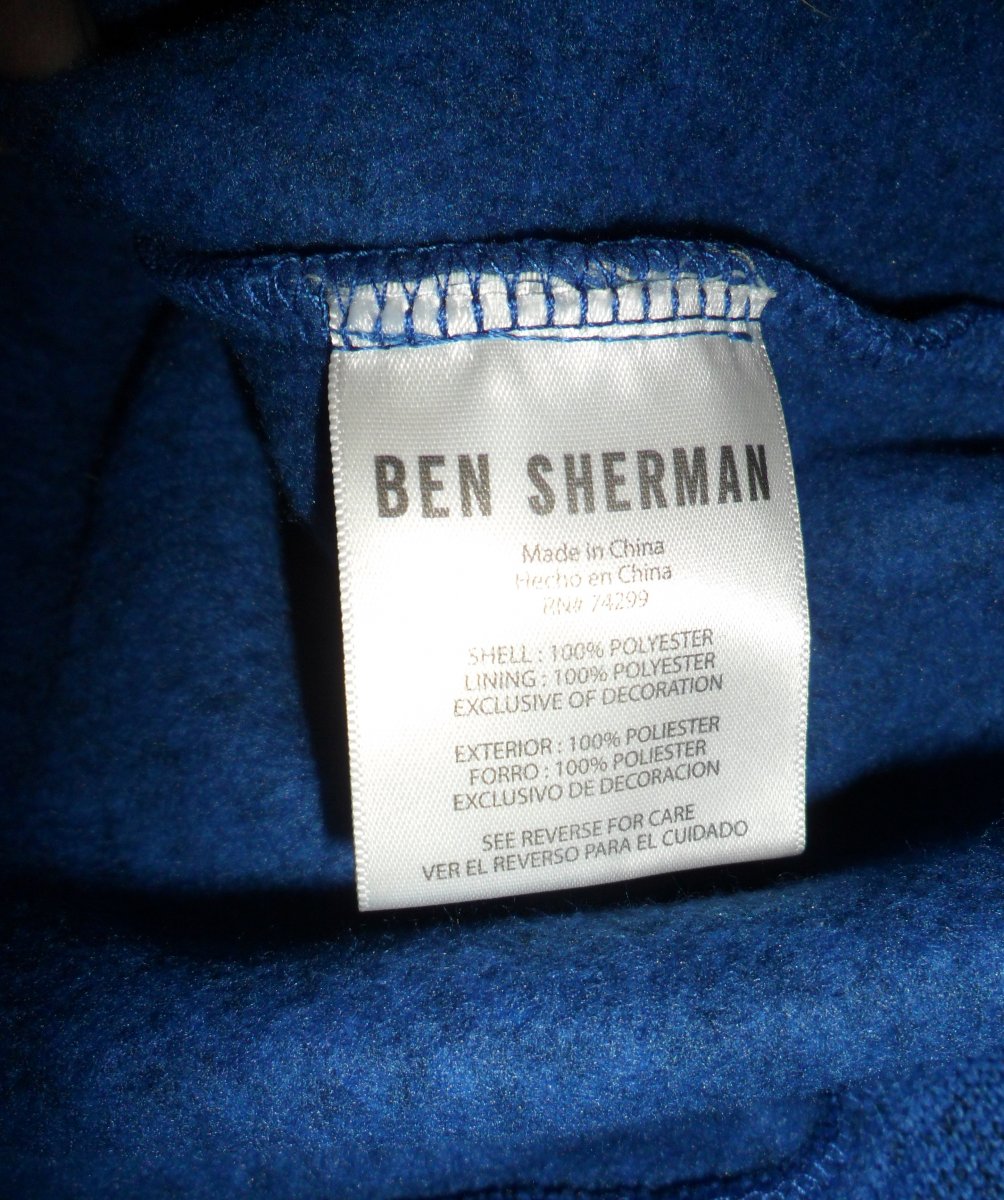 BEN SHERMAN
Made in China
Hecho en China
RN# 74299
SHELL : 100% POLYESTER
LINING : 100% POLYESTER
EXCLUSIVE OF DECORATION
EXTERIOR : 100% POLIESTER
FORRO : 100% POLIESTER
EXCLUSIVO DE DECORACION
SEE REVERSE FOR CARE
VER EL REVERSO PARA EL CUIDADO